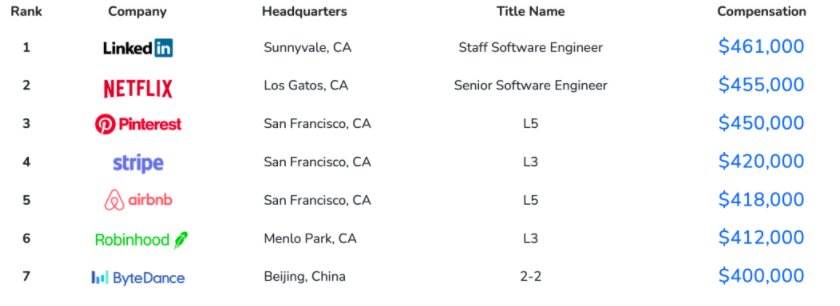 Rank Company Headquarters Title Name Compensation
1 Linked in Sunnyvale, CA Staff Software Engineer $461,000
2 NETFLIX Los Gatos, CA Senior Software Engineer $455,000
3 Pinterest San Francisco, CA L5 $450,000
4 stripe San Francisco, CA L3 $420,000
5 airbnb San Francisco, CA L5 $418,000
6 Robinhood Menlo Park, CA L3 $412,000
7 ByteDance Beijing, China 2-2 $400,000